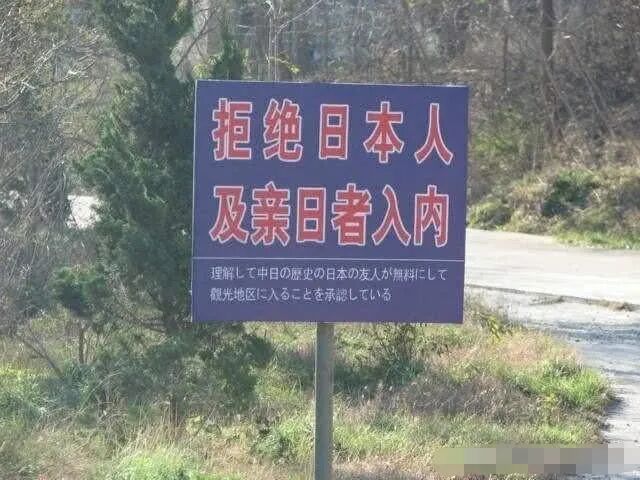 拒绝日本人
及亲日者入内
理解して中日の歴史の日本の友人が無料にして
觀光地区に入ることを承認している